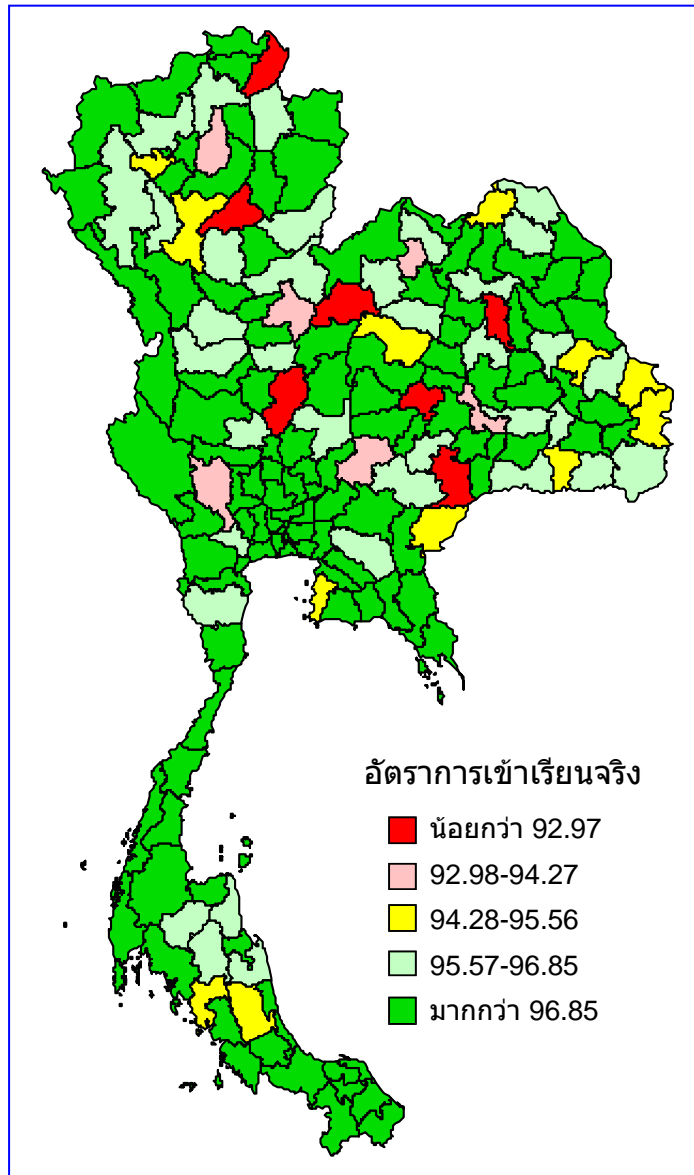 อัตราการเข้าเรียนจริง
น้อยกว่า 92.97
92.98-94.27
94.28-95.56
95.57-96.85
มากกว่า 96.85